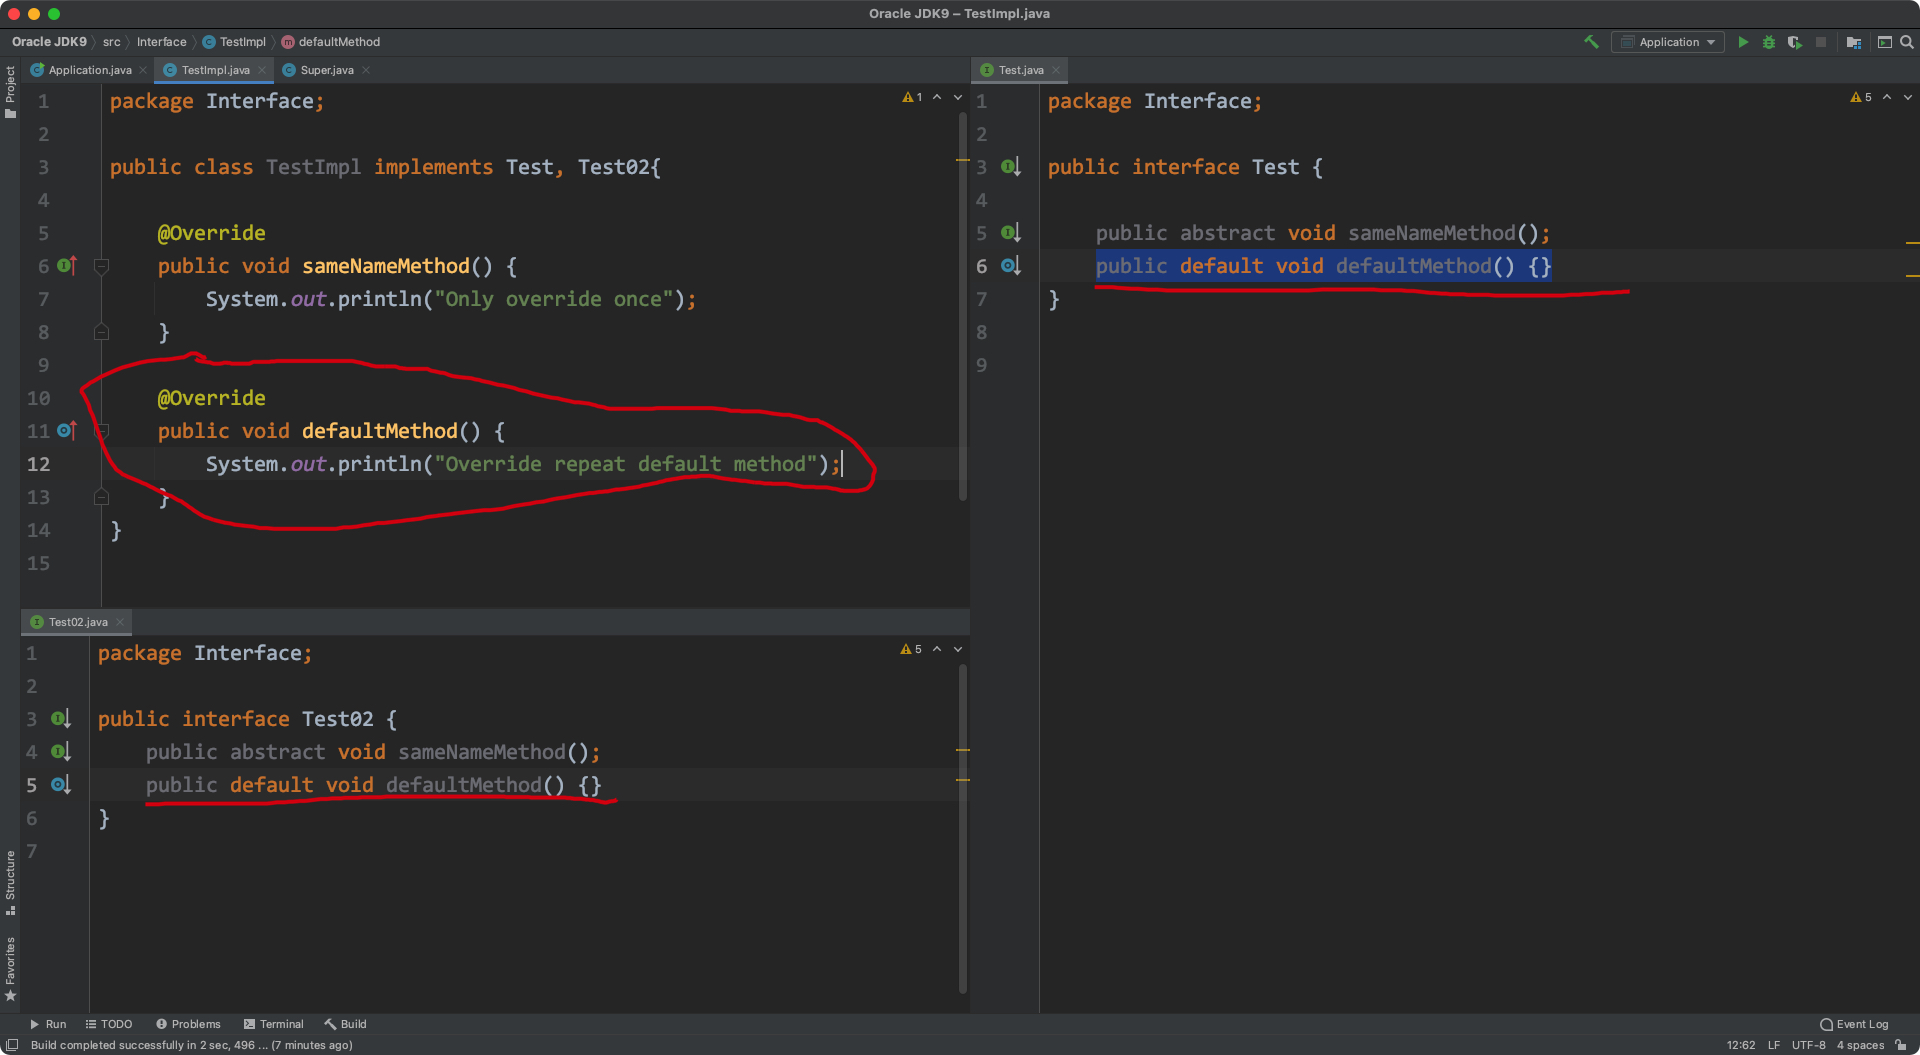 Oracle JDK9 – TestImpl.java
Oracle JDK9 src Interface TestImpl defaultMethod
Application
Application.java TestImpl.java Super.java
Test.java
Project
1 package Interface;
2
3 public class TestImpl implements Test, Test02{
4
5 @Override
6 public void sameNameMethod() {
7 System.out.println("Only override once");
8 }
9
10 @Override
11 public void defaultMethod() {
12 System.out.println("Override repeat default method");
13 }
14 }
15
1
1 package Interface;
2
3 public interface Test {
4
5 public abstract void sameNameMethod();
6 public default void defaultMethod() {}
7 }
8
9
5
Test02.java
1 package Interface;
2
3 public interface Test02 {
4 public abstract void sameNameMethod();
5 public default void defaultMethod() {}
6 }
7
5
Structure
Favorites
Run TODO Problems Terminal Build
Event Log
Build completed successfully in 2 sec, 496 ... (7 minutes ago)
12:62 LF UTF-8 4 spaces